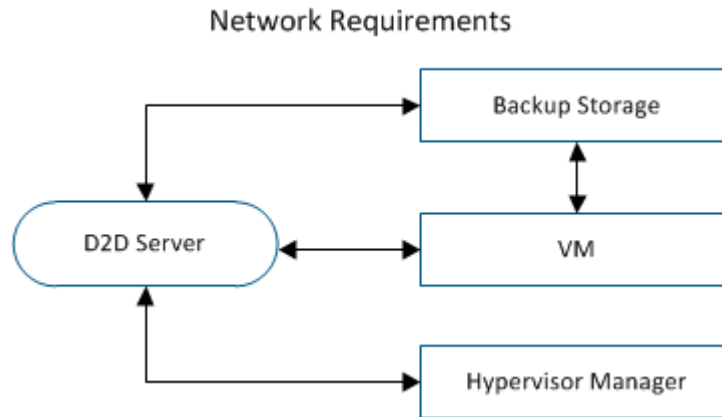 Network Requirements
Backup Storage
D2D Server
VM
Hypervisor Manager